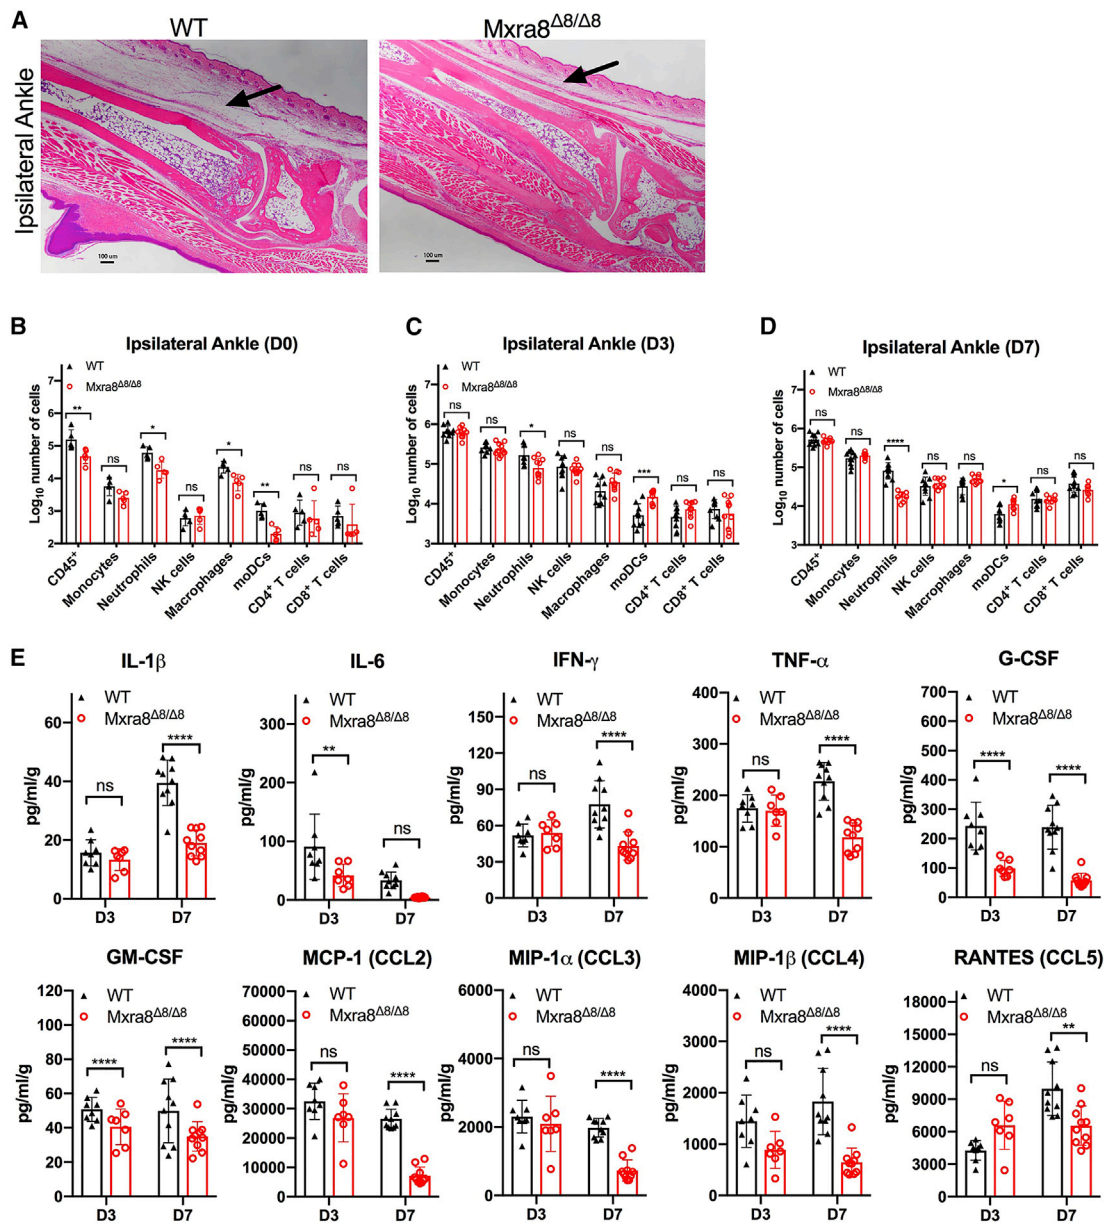 A
WT
Mxra8Δ8/Δ8
Ipsilateral Ankle
100 um
100 um
B
Ipsilateral Ankle (D0)
WT
Mxra8Δ8/Δ8
Log10 number of cells
7
6
5
4
3
2
**
ns
*
ns
*
**
ns
ns
CD45+
Monocytes
Neutrophils
NK cells
Macrophages
moDCs
CD4+ T cells
CD8+ T cells
C
Ipsilateral Ankle (D3)
WT
Mxra8Δ8/Δ8
Log10 number of cells
7
6
5
4
3
ns
ns
*
ns
ns
***
ns
ns
CD45+
Monocytes
Neutrophils
NK cells
Macrophages
moDCs
CD4+ T cells
CD8+ T cells
D
Ipsilateral Ankle (D7)
WT
Mxra8Δ8/Δ8
Log10 number of cells
7
6
5
4
3
ns
ns
****
ns
ns
*
ns
ns
CD45+
Monocytes
Neutrophils
NK cells
Macrophages
moDCs
CD4+ T cells
CD8+ T cells
E
IL-1β
WT
Mxra8Δ8/Δ8
pg/ml/g
60
40
20
0
ns
****
D3 D7
IL-6
WT
Mxra8Δ8/Δ8
pg/ml/g
300
200
100
0
**
ns
D3 D7
IFN-γ
WT
Mxra8Δ8/Δ8
pg/ml/g
150
120
90
60
30
0
ns
****
D3 D7
TNF-α
WT
Mxra8Δ8/Δ8
pg/ml/g
400
300
200
100
0
ns
****
D3 D7
G-CSF
WT
Mxra8Δ8/Δ8
pg/ml/g
700
600
500
400
300
200
100
0
****
****
D3 D7
GM-CSF
WT
Mxra8Δ8/Δ8
pg/ml/g
120
100
80
60
40
20
0
****
****
D3 D7
MCP-1 (CCL2)
WT
Mxra8Δ8/Δ8
pg/ml/g
70000
60000
50000
40000
30000
20000
10000
0
ns
****
D3 D7
MIP-1α (CCL3)
WT
Mxra8Δ8/Δ8
pg/ml/g
6000
4000
2000
0
ns
****
D3 D7
MIP-1β (CCL4)
WT
Mxra8Δ8/Δ8
pg/ml/g
4000
3000
2000
1000
0
ns
****
D3 D7
RANTES (CCL5)
WT
Mxra8Δ8/Δ8
pg/ml/g
18000
15000
12000
9000
6000
3000
0
ns
**
D3 D7